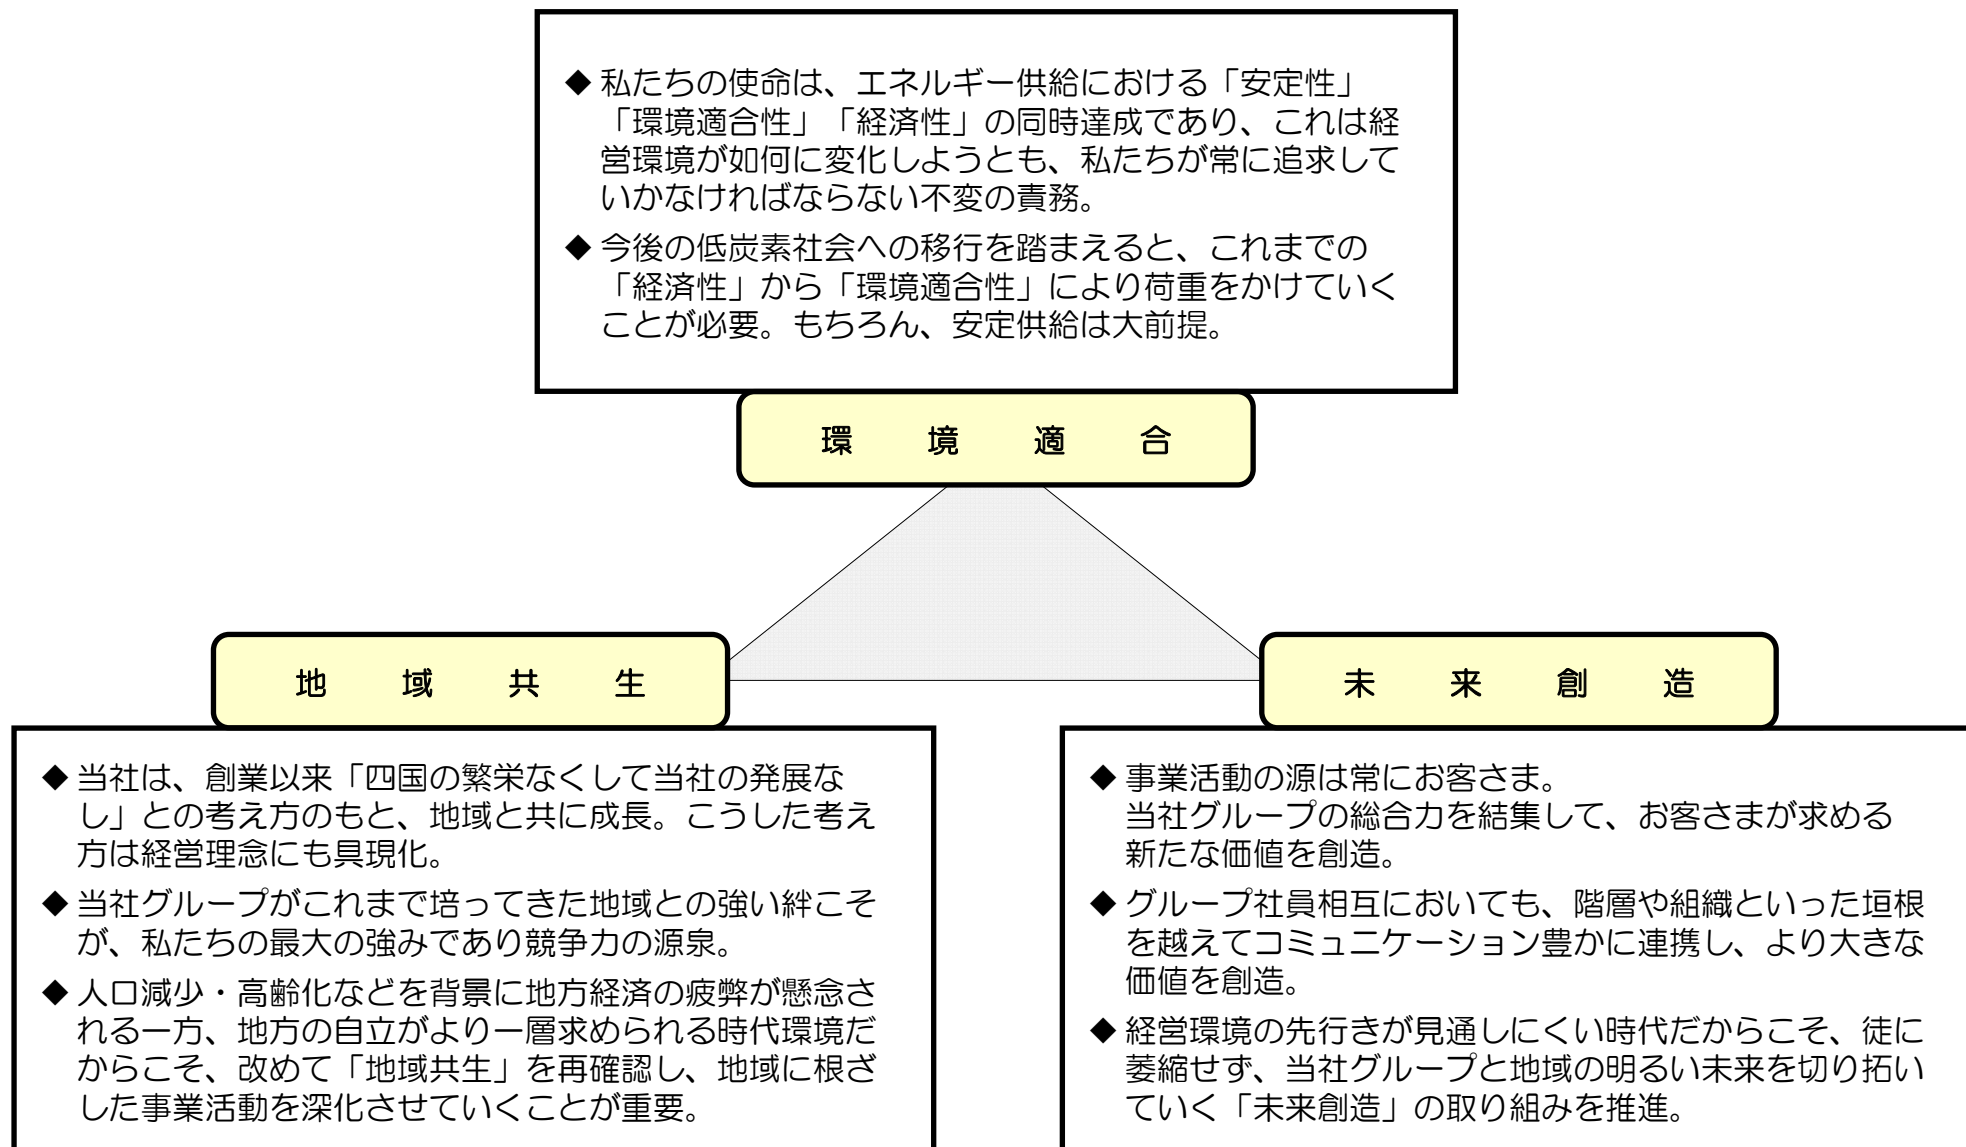 ◆ 私たちの使命は、エネルギー供給における「安定性」
「環境適合性」「経済性」の同時達成であり、これは経
営環境が如何に変化しようとも、私たちが常に追求して
いかなければならない不変の責務。
◆ 今後の低炭素社会への移行を踏まえると、これまでの
「経済性」から「環境適合性」により荷重をかけていく
ことが必要。もちろん、安定供給は大前提。
環 境 適 合
地 域 共 生
◆ 当社は、創業以来「四国の繁栄なくして当社の発展な
し」との考え方のもと、地域と共に成長。こうした考え
方は経営理念にも具現化。
◆ 当社グループがこれまで培ってきた地域との強い絆こそ
が、私たちの最大の強みであり競争力の源泉。
◆ 人口減少・高齢化などを背景に地方経済の疲弊が懸念さ
れる一方、地方の自立がより一層求められる時代環境だ
からこそ、改めて「地域共生」を再確認し、地域に根ざ
した事業活動を深化させていくことが重要。
未 来 創 造
◆ 事業活動の源は常にお客さま。
当社グループの総合力を結集して、お客さまが求める
新たな価値を創造。
◆ グループ社員相互においても、階層や組織といった垣根
を越えてコミュニケーション豊かに連携し、より大きな
価値を創造。
◆ 経営環境の先行きが見通しにくい時代だからこそ、徒に
萎縮せず、当社グループと地域の明るい未来を切り拓い
ていく「未来創造」の取り組みを推進。